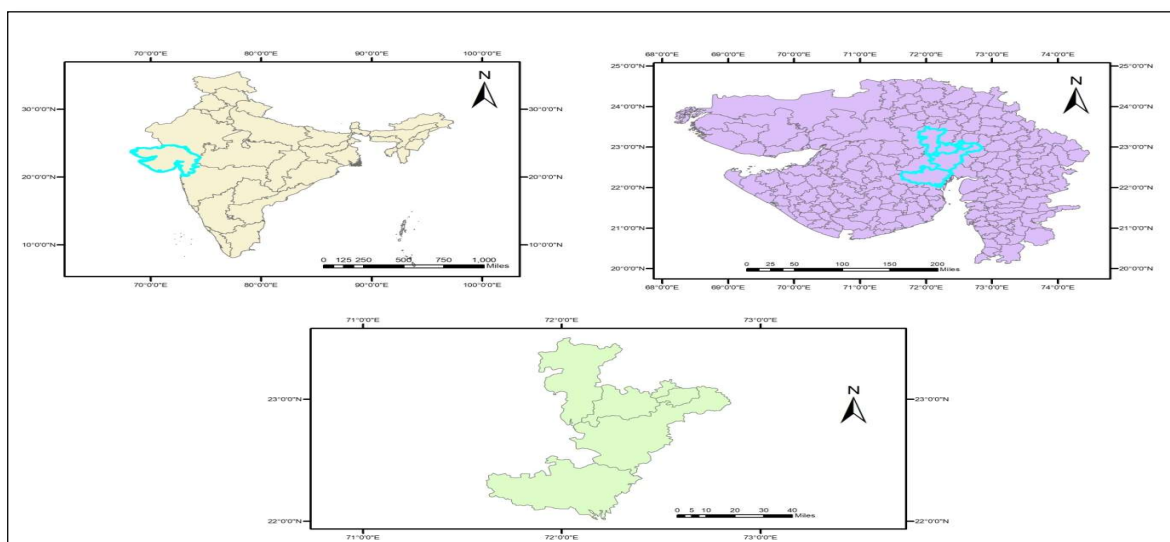 70°0'0"E 80°0'0"E 90°0'0"E 100°0'0"E
N
30°0'0"N 30°0'0"N
20°0'0"N 20°0'0"N
10°0'0"N 10°0'0"N
0 125 250 500 750 1,000
Miles
70°0'0"E 80°0'0"E 90°0'0"E 100°0'0"E
68°0'0"E 69°0'0"E 70°0'0"E 71°0'0"E 72°0'0"E 73°0'0"E 74°0'0"E
25°0'0"N 25°0'0"N
N
24°0'0"N 24°0'0"N
23°0'0"N 23°0'0"N
22°0'0"N 22°0'0"N
21°0'0"N 21°0'0"N
20°0'0"N 20°0'0"N
0 25 50 100 150 200
Miles
68°0'0"E 69°0'0"E 70°0'0"E 71°0'0"E 72°0'0"E 73°0'0"E 74°0'0"E
71°0'0"E 72°0'0"E 73°0'0"E
N
23°0'0"N 23°0'0"N
0 5 10 20 30 40
Miles
22°0'0"N 22°0'0"N
71°0'0"E 72°0'0"E 73°0'0"E